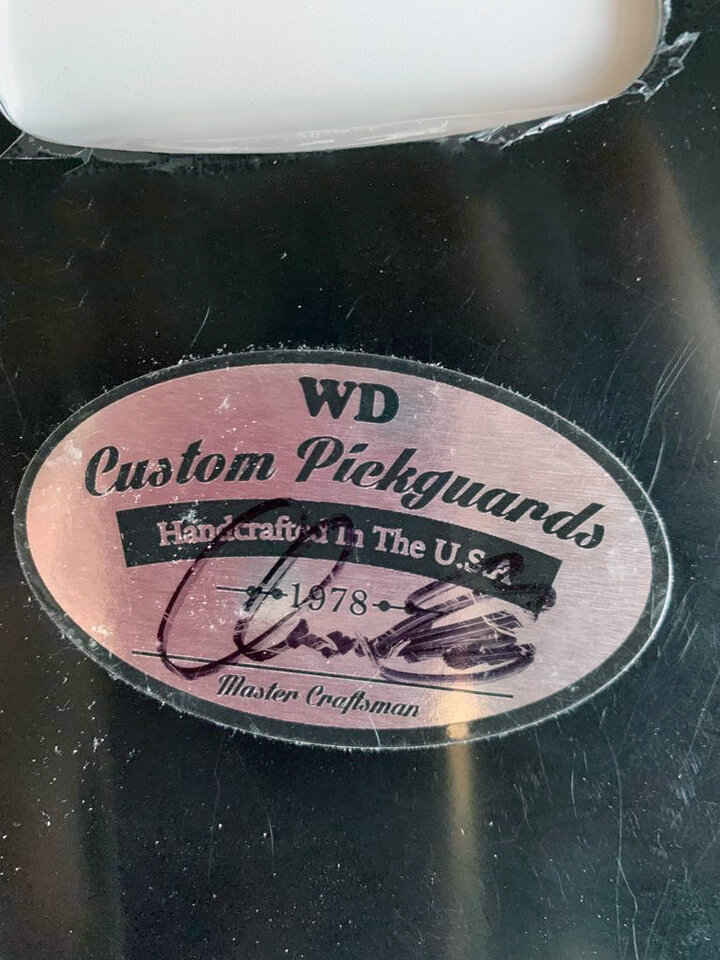 WD
Custom Pickguards
Handcrafted In The U.S.A
1978
Master Craftsman